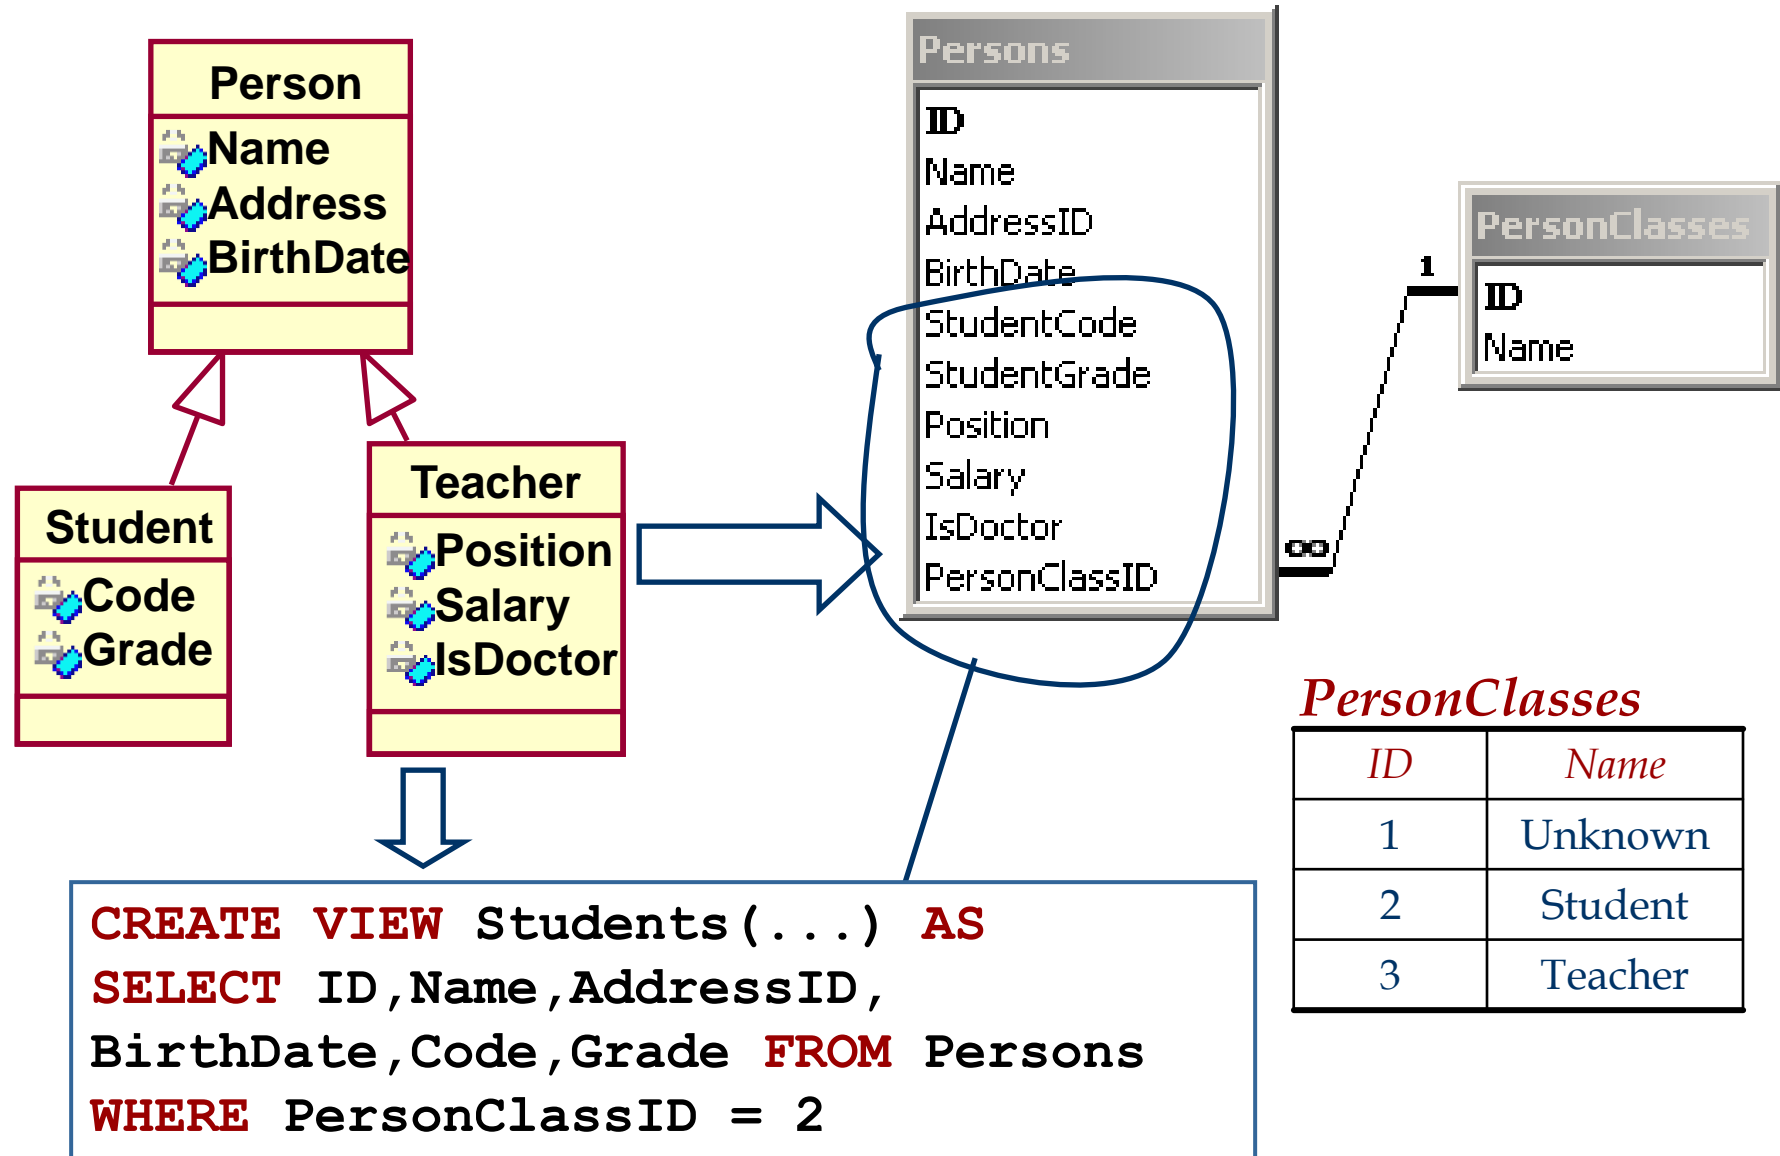 Person
Name
Address
BirthDate
Student
Code
Grade
Teacher
Position
Salary
IsDoctor
Persons
ID
Name
AddressID
BirthDate
StudentCode
StudentGrade
Position
Salary
IsDoctor
PersonClassID
1
∞
PersonClasses
ID
Name
PersonClasses
ID Name
1 Unknown
2 Student
3 Teacher
CREATE VIEW Students(...) AS
SELECT ID,Name,AddressID,
BirthDate,Code,Grade FROM Persons
WHERE PersonClassID = 2